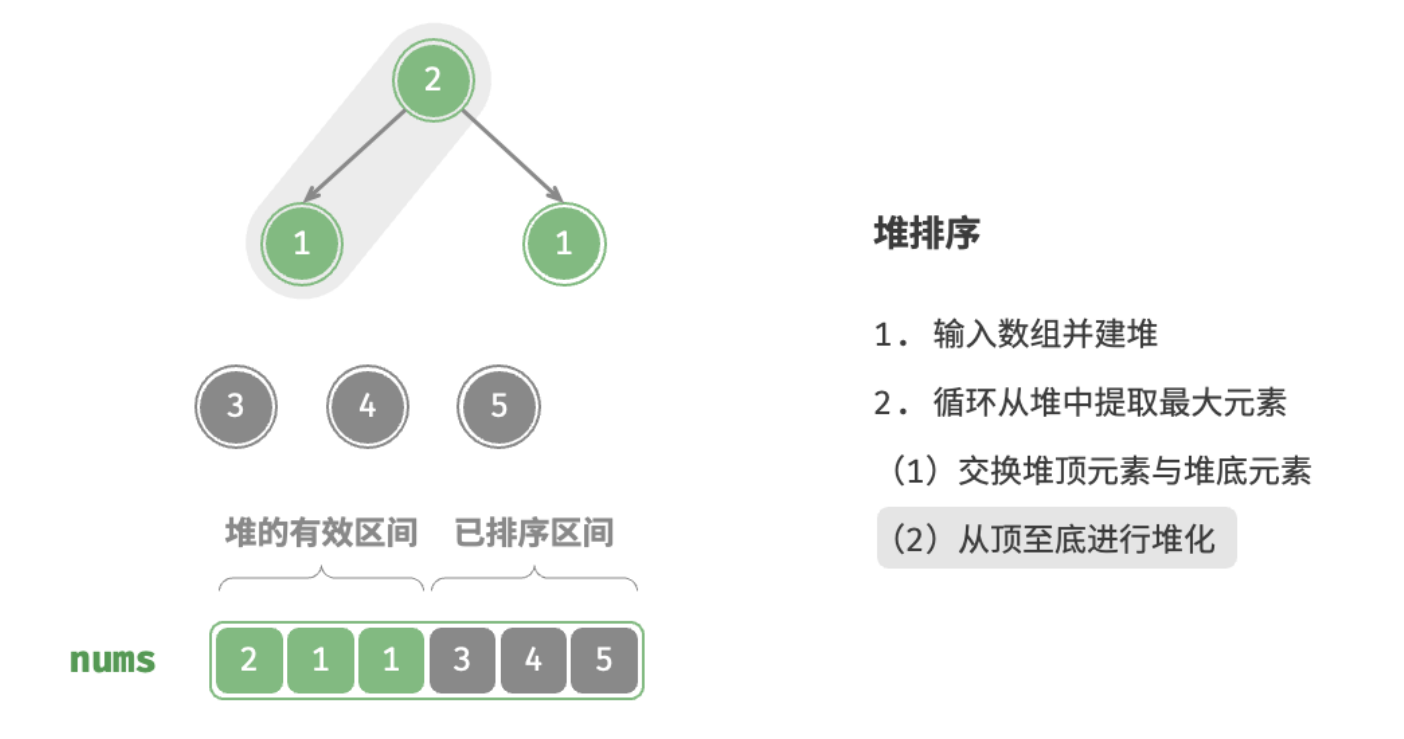 2
1 1
3 4 5
堆的有效区间 已排序区间
nums 2 1 1 3 4 5
堆排序
1. 输入数组并建堆
2. 循环从堆中提取最大元素
（1）交换堆顶元素与堆底元素
（2）从顶至底进行堆化